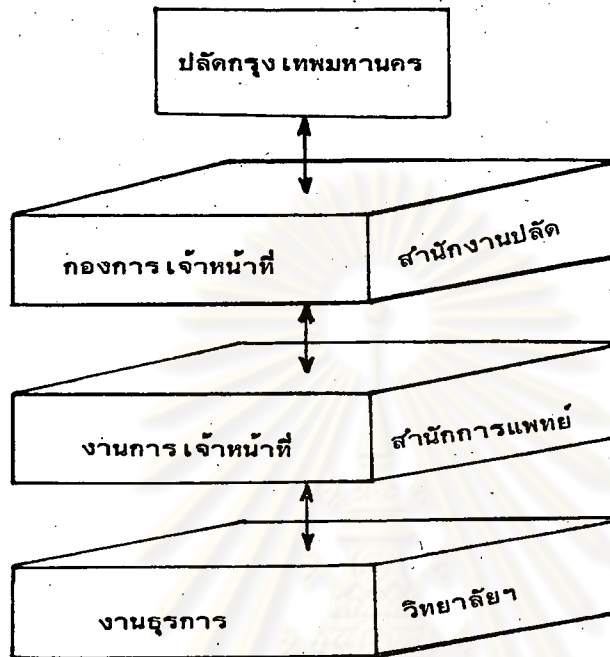 ปลัดกรุงเทพมหานคร
กองการเจ้าหน้าที่
สำนักงานปลัด
งานการเจ้าหน้าที่
สำนักการแพทย์
งานธุรการ
วิทยาลัยฯ